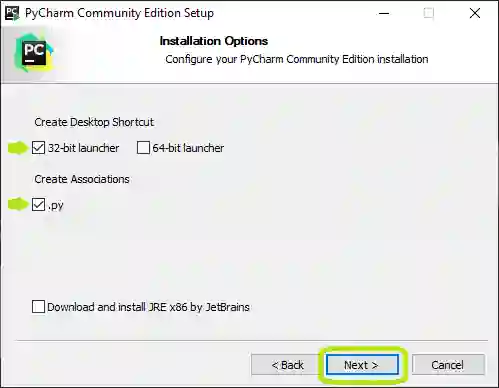 PyCharm Community Edition Setup
PC
Installation Options
Configure your PyCharm Community Edition installation
Create Desktop Shortcut
32-bit launcher 64-bit launcher
Create Associations
.py
Download and install JRE x86 by JetBrains
< Back Next > Cancel